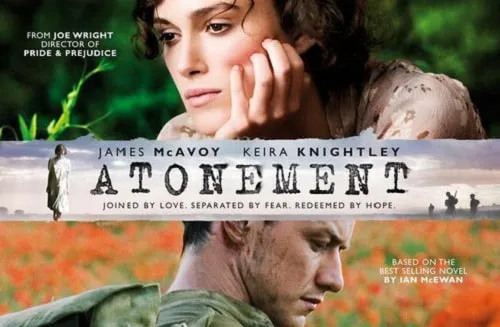 FROM JOE WRIGHT
DIRECTOR OF
PRIDE & PREJUDICE
JAMES McAVOY KEIRA KNIGHTLEY
ATONEMENT
JOINED BY LOVE. SEPARATED BY FEAR. REDEEMED BY HOPE.
BASED ON THE
BEST SELLING NOVEL
BY IAN McEWAN